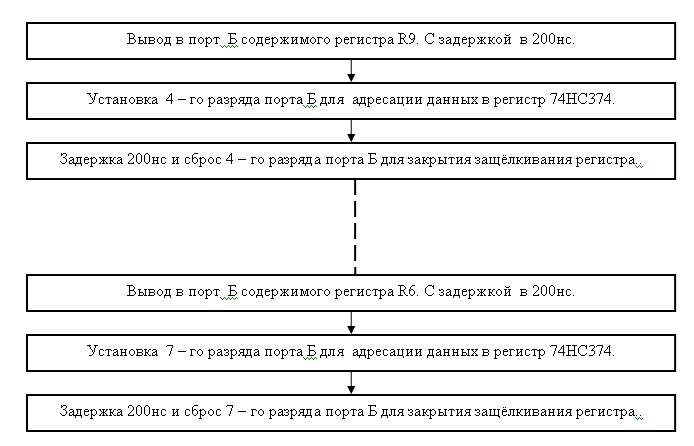 Вывод в порт Б содержимого регистра R9. С задержкой в 200нс.
Установка 4 – го разряда порта Б для адресации данных в регистр 74HC374.
Задержка 200нс и сброс 4 – го разряда порта Б для закрытия защёлкивания регистра..
Вывод в порт Б содержимого регистра R6. С задержкой в 200нс.
Установка 7 – го разряда порта Б для адресации данных в регистр 74HC374.
Задержка 200нс и сброс 7 – го разряда порта Б для закрытия защёлкивания регистра..